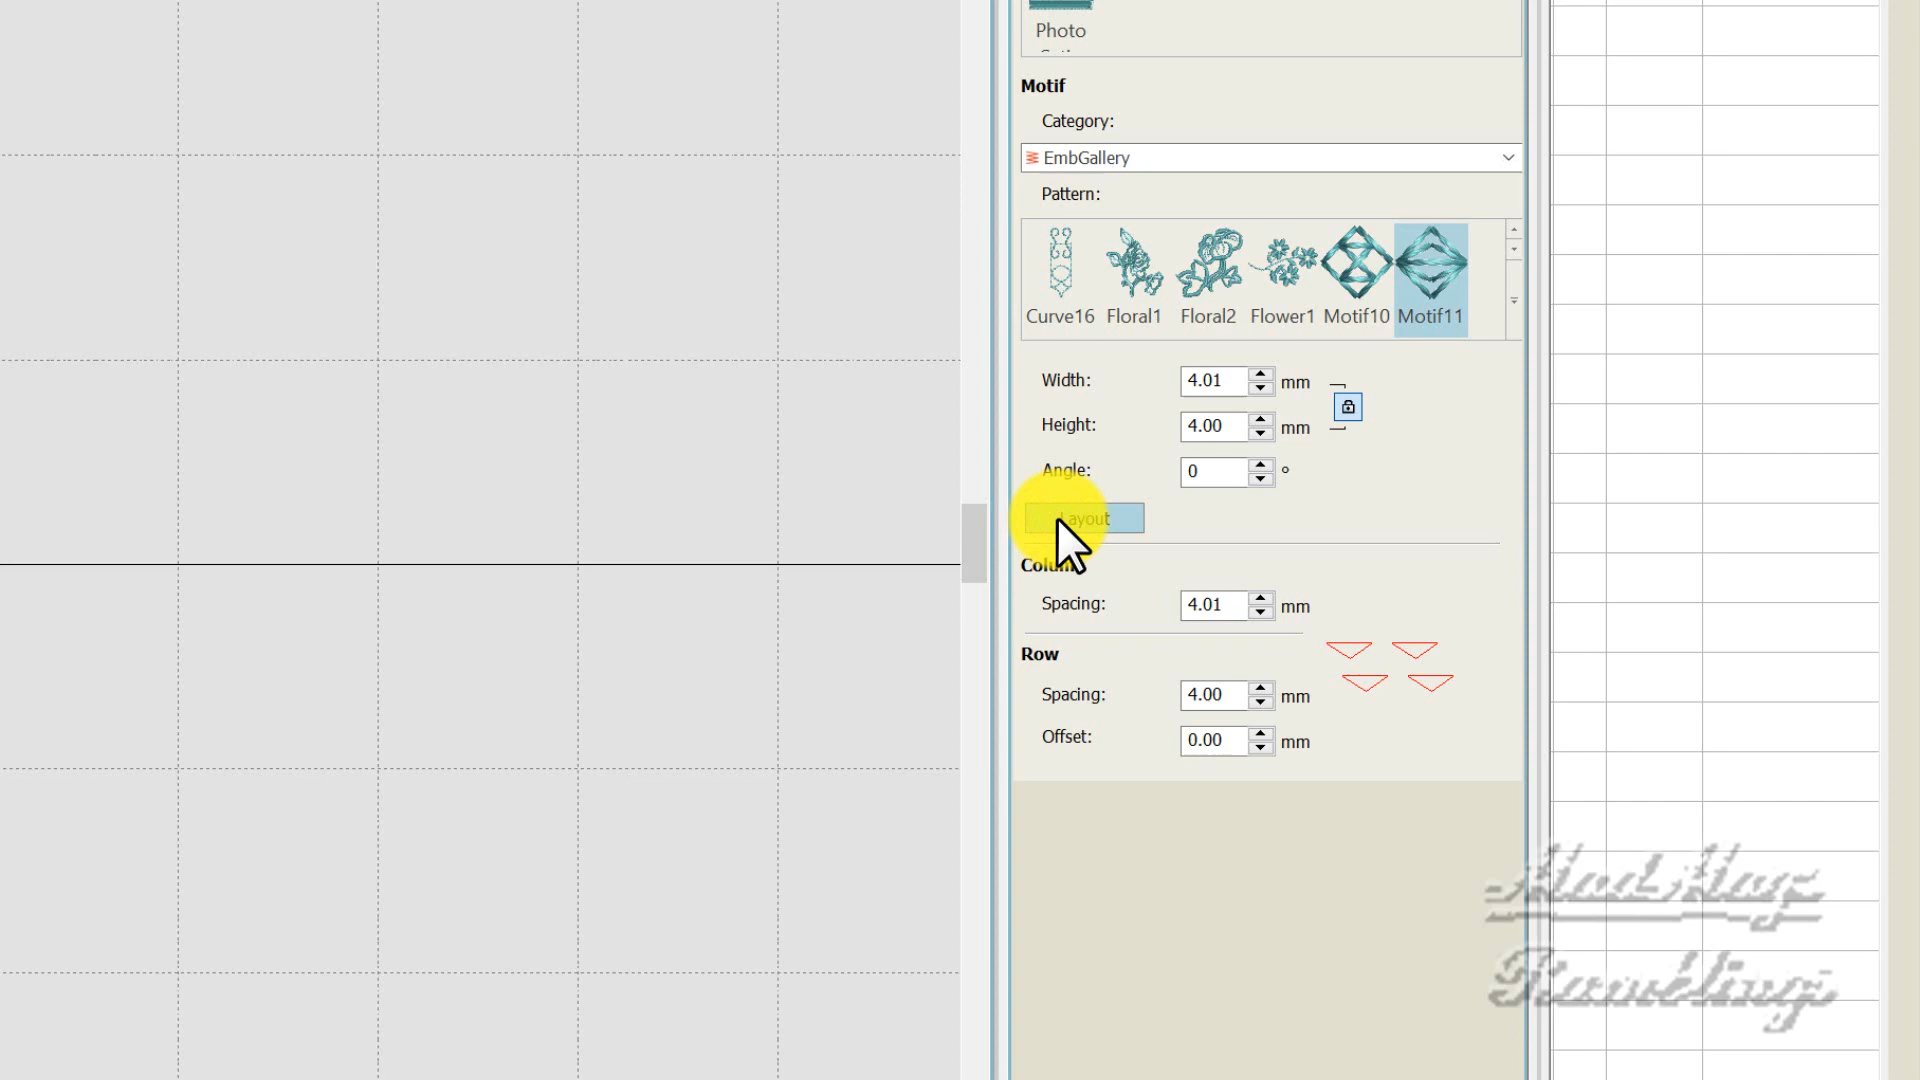 Photo
Motif
Category:
EmbGallery
Pattern:
Curve16 Floral1 Floral2 Flower1 Motif10 Motif11
Width: 4.01 mm
Height: 4.00 mm
Angle: 0 °
Layout
Column
Spacing: 4.01 mm
Row
Spacing: 4.00 mm
Offset: 0.00 mm